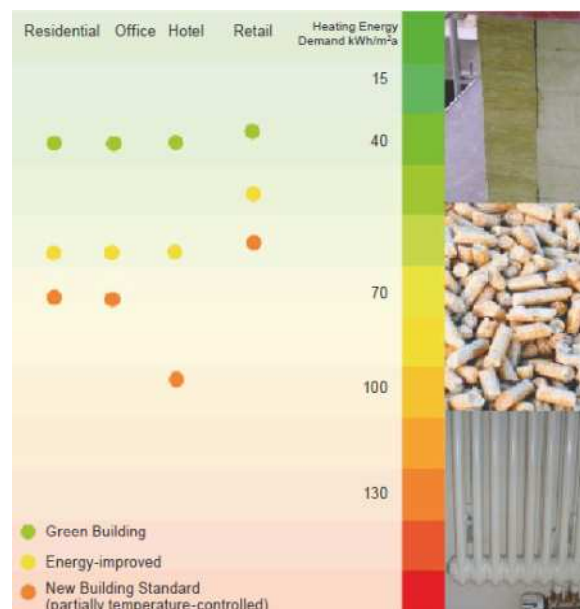 Residential Office Hotel Retail Heating Energy
Demand kWh/m²a
15
40
70
100
130
Green Building
Energy-improved
New Building Standard
(partially temperature-controlled)